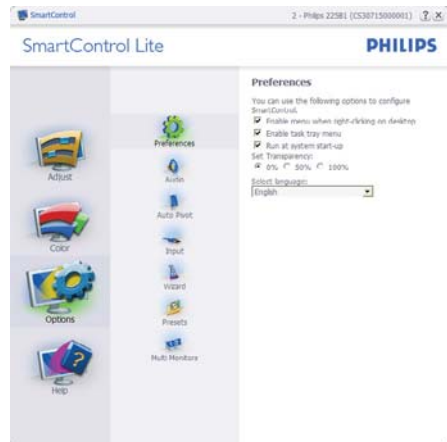 SmartControl
2 - Philips 225B1 (CS30715000001)
SmartControl Lite
PHILIPS
Adjust
Color
Options
Help
Preferences
Audio
Auto Pivot
Input
Wizard
Presets
Multi Monitors
Preferences
You can use the following options to configure
SmartControl.
Enable menu when right-clicking on desktop
Enable task tray menu
Run at system start-up
Set Transparency:
0% 50% 100%
Select language:
English